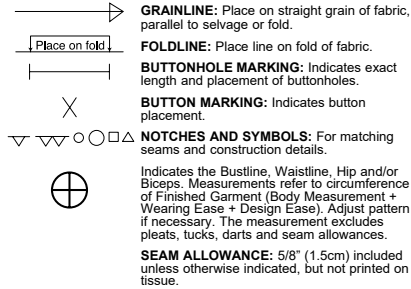 GRAINLINE: Place on straight grain of fabric,
parallel to selvage or fold.
Place on fold
FOLDLINE: Place line on fold of fabric.
BUTTONHOLE MARKING: Indicates exact
length and placement of buttonholes.
BUTTON MARKING: Indicates button
placement.
NOTCHES AND SYMBOLS: For matching
seams and construction details.
Indicates the Bustline, Waistline, Hip and/or
Biceps. Measurements refer to circumference
of Finished Garment (Body Measurement +
Wearing Ease + Design Ease). Adjust pattern
if necessary. The measurement excludes
pleats, tucks, darts and seam allowances.
SEAM ALLOWANCE: 5/8" (1.5cm) included
unless otherwise indicated, but not printed on
tissue.